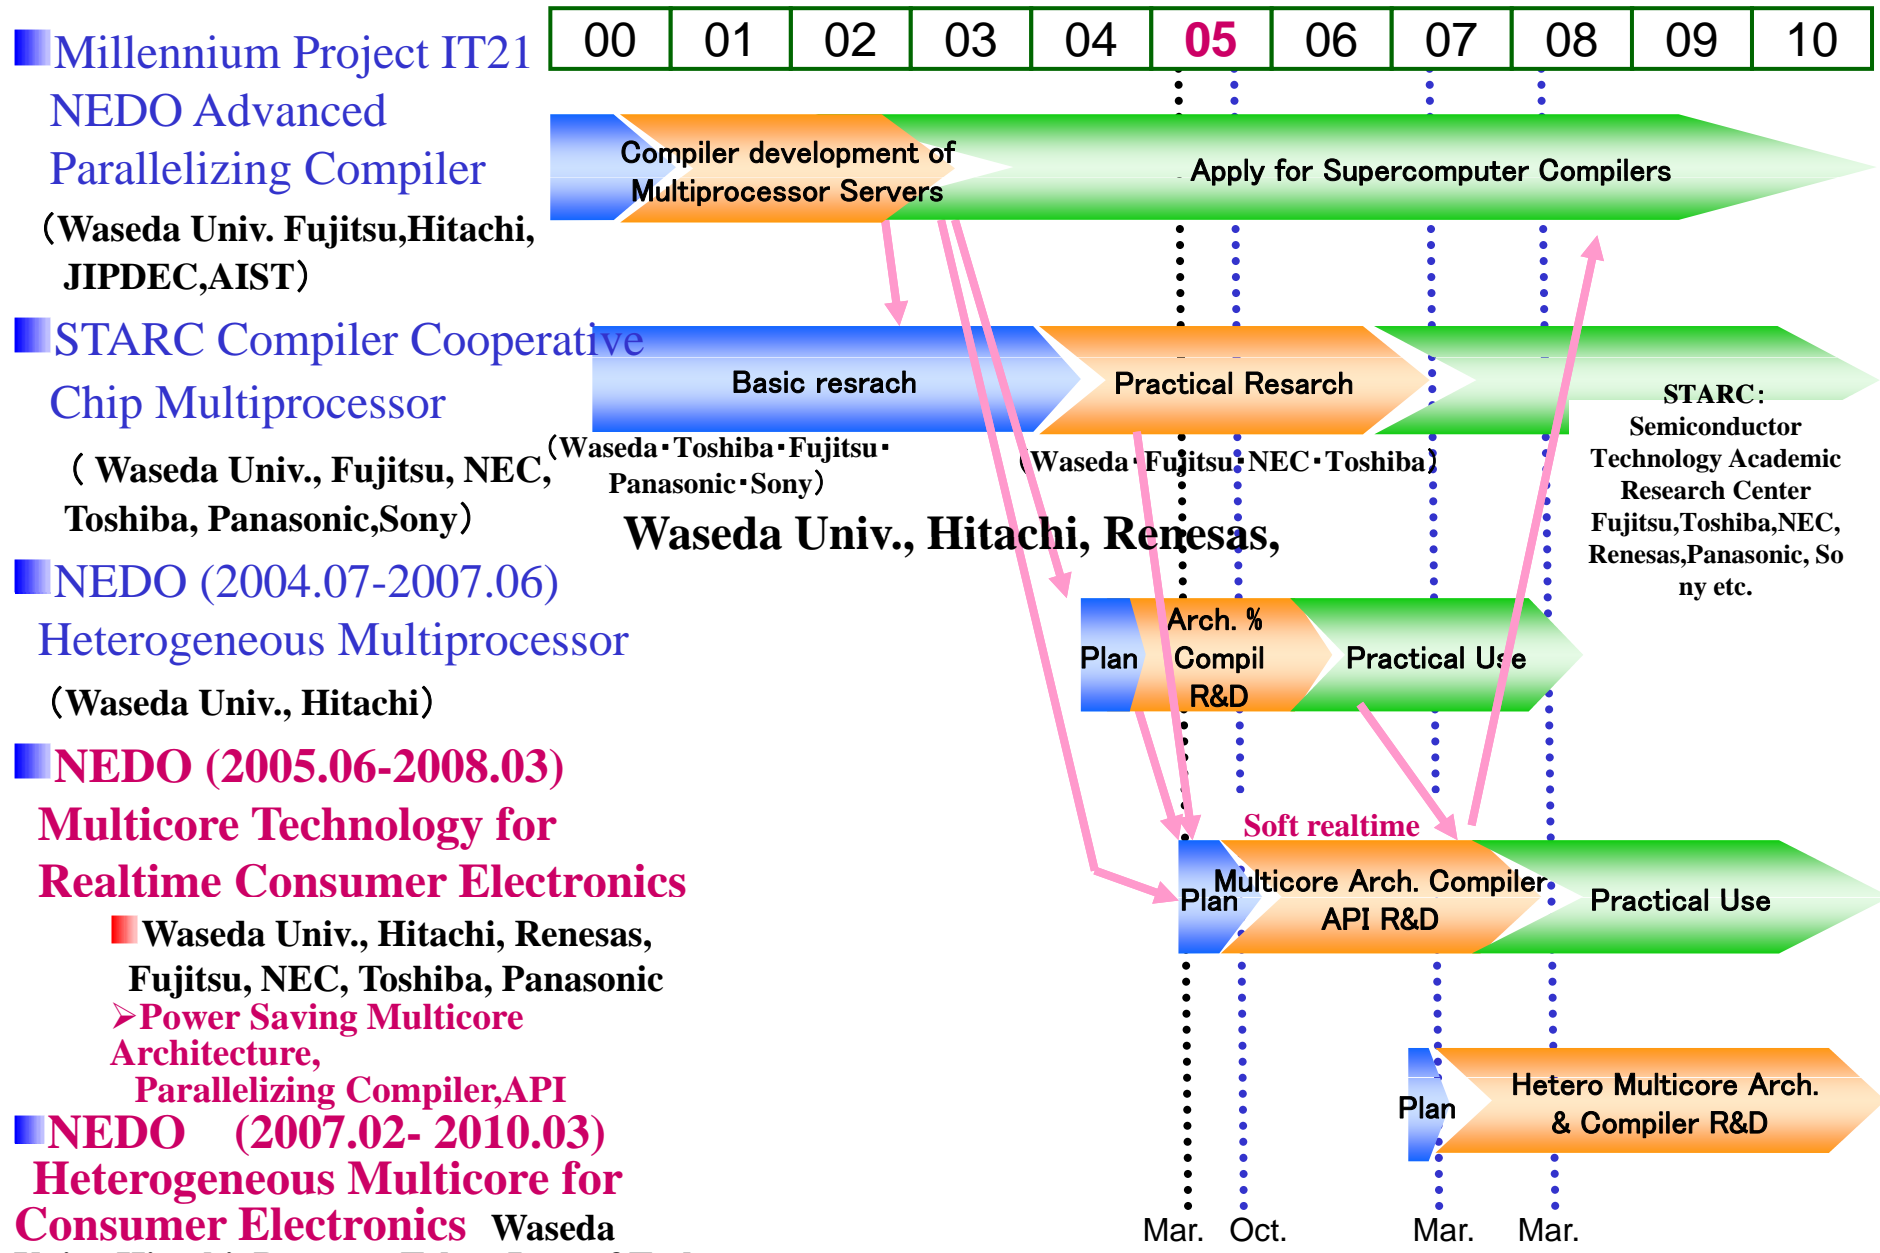 00 01 02 03 04 05 06 07 08 09 10
Millennium Project IT21
NEDO Advanced
Parallelizing Compiler
（Waseda Univ. Fujitsu,Hitachi,
JIPDEC,AIST）
Compiler development of
Multiprocessor Servers
Apply for Supercomputer Compilers
STARC Compiler Cooperative
Chip Multiprocessor
（ Waseda Univ., Fujitsu, NEC,
Toshiba, Panasonic,Sony）
Basic resrach
Practical Resarch
（Waseda・Toshiba・Fujitsu・
Panasonic・Sony）
（Waseda・Fujitsu・NEC・Toshiba）
STARC：
Semiconductor
Technology Academic
Research Center
Fujitsu,Toshiba,NEC,
Renesas,Panasonic, So
ny etc.
Waseda Univ., Hitachi, Renesas,
NEDO (2004.07-2007.06)
Heterogeneous Multiprocessor
（Waseda Univ., Hitachi）
Plan
Arch. %
Compil
R&D
Practical Use
NEDO (2005.06-2008.03)
Multicore Technology for
Realtime Consumer Electronics
Waseda Univ., Hitachi, Renesas,
Fujitsu, NEC, Toshiba, Panasonic
➢Power Saving Multicore
Architecture,
Parallelizing Compiler,API
Soft realtime
Plan
Multicore Arch. Compiler
API R&D
Practical Use
NEDO (2007.02- 2010.03)
Heterogeneous Multicore for
Consumer Electronics Waseda
Plan
Hetero Multicore Arch.
& Compiler R&D
Mar. Oct. Mar. Mar.